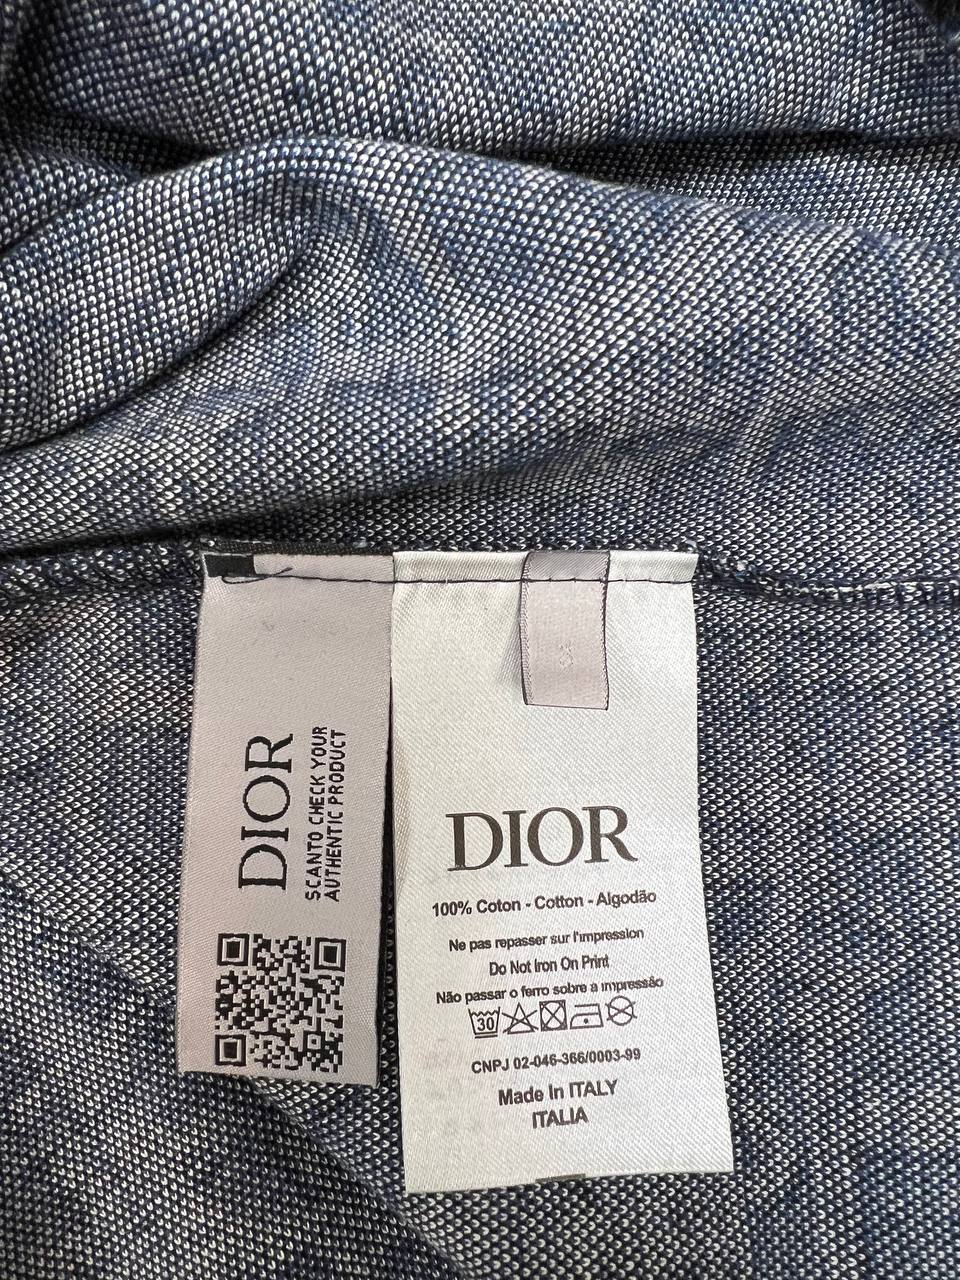 DIOR
SCANTO CHECK YOUR
AUTHENTIC PRODUCT
DIOR
100% Coton - Cotton - Algodão
Ne pas repasser sur l'impression
Do Not Iron On Print
Não passar o ferro sobre a impressão
30
CNPJ 02-046-366/0003-99
Made In ITALY
ITALIA